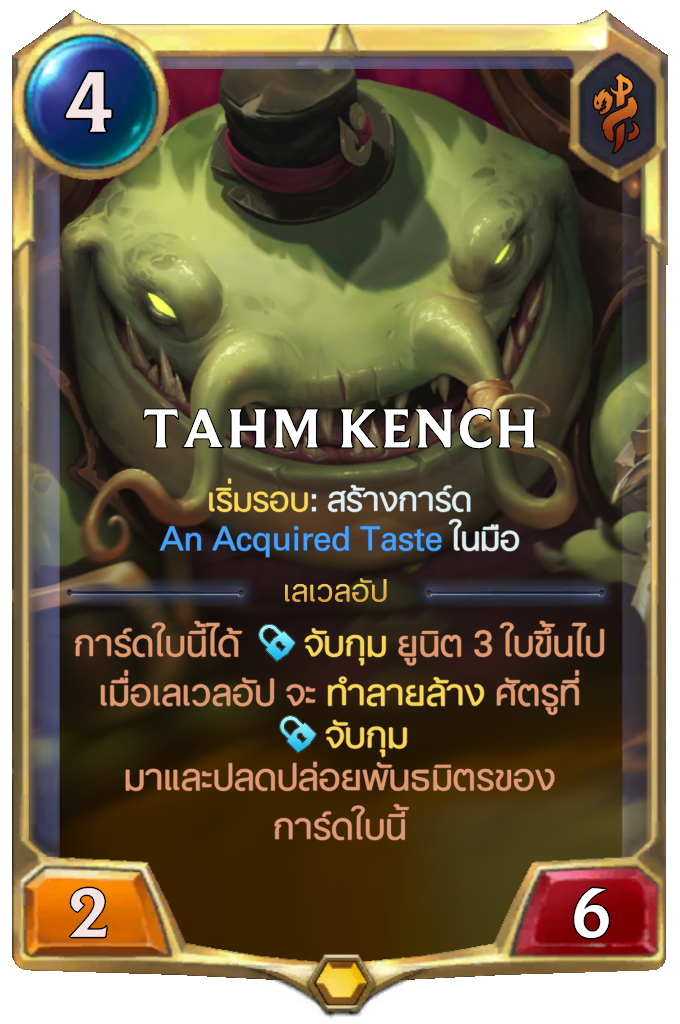 4
TAHM KENCH
เริ่มรอบ: สร้างการ์ด
An Acquired Taste ในมือ
เลเวลอัป
การ์ดใบนี้ได้ จับกุม ยูนิต 3 ใบขึ้นไป
เมื่อเลเวลอัป จะ ทำลายล้าง ศัตรูที่
จับกุม
มาและปลดปล่อยพันธมิตรของ
การ์ดใบนี้
2
6